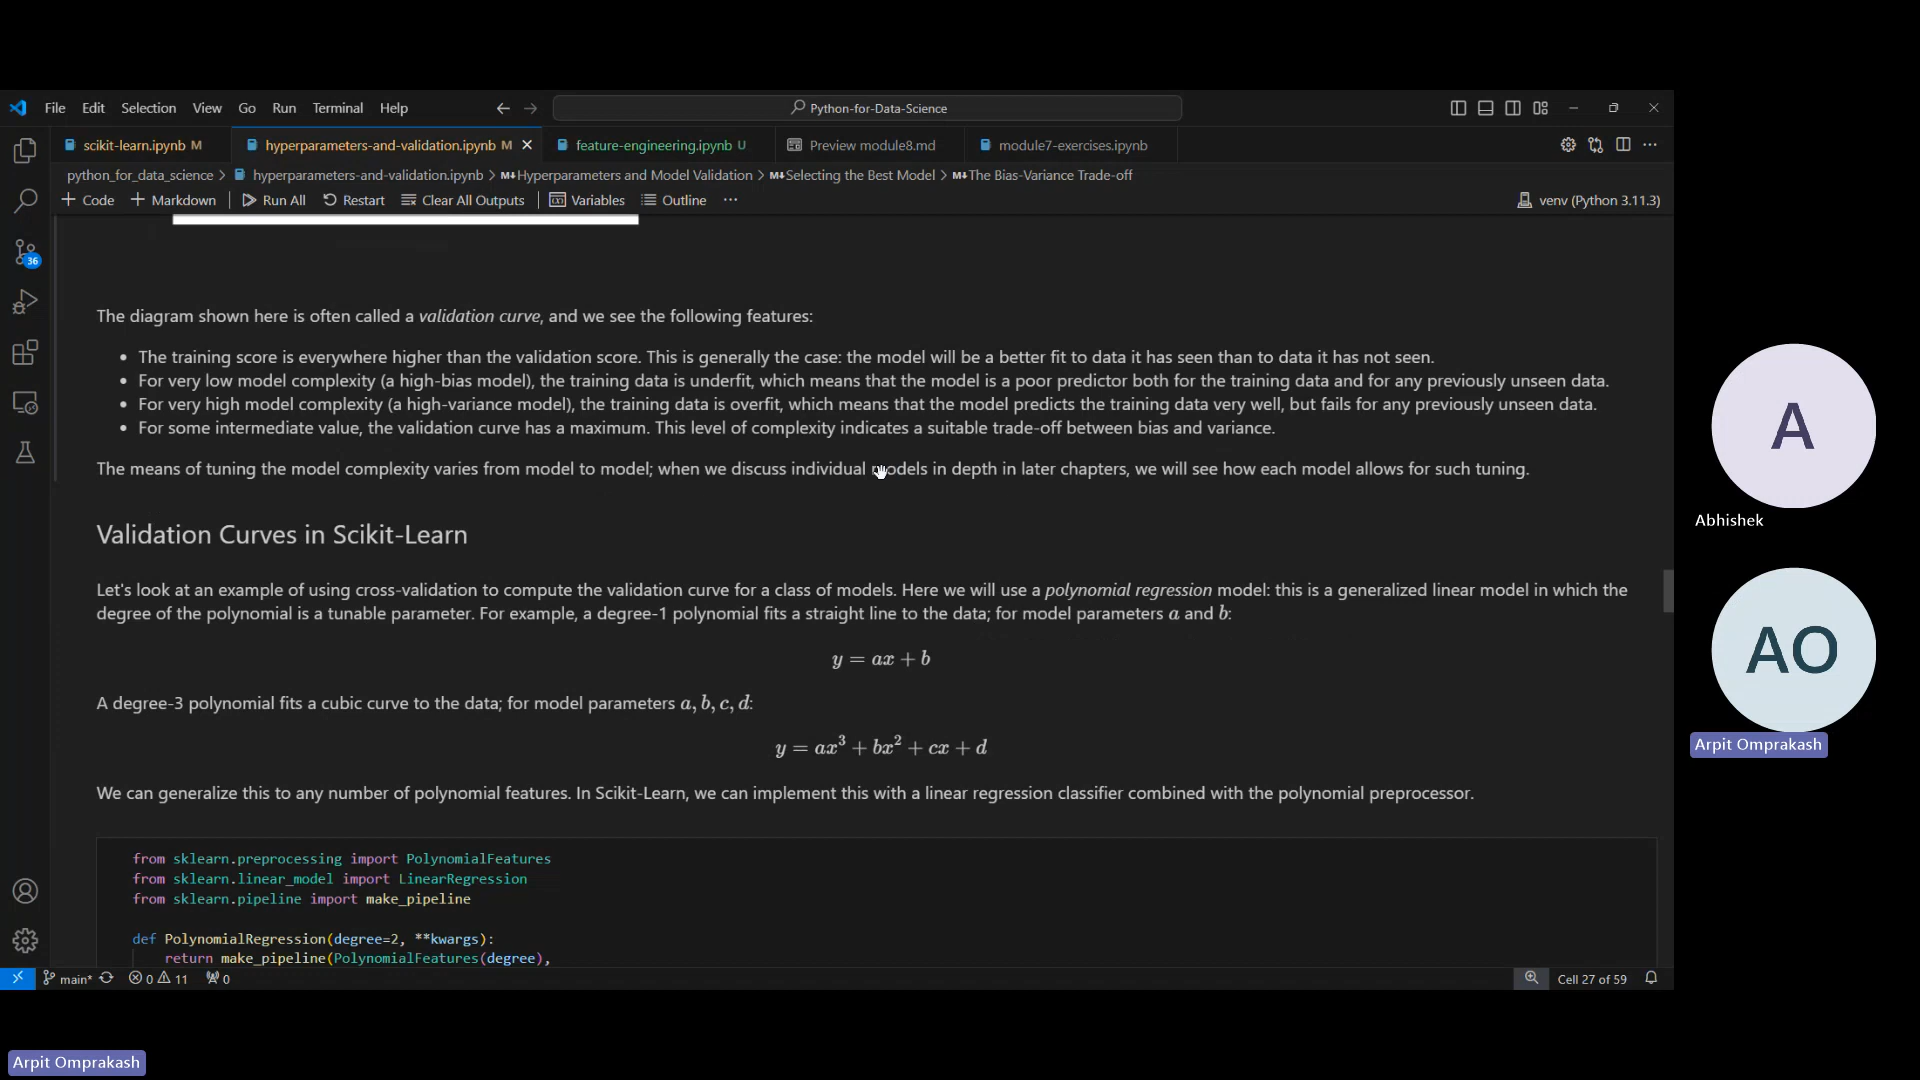 File Edit Selection View Go Run Terminal Help
Python-for-Data-Science
scikit-learn.ipynb M
hyperparameters-and-validation.ipynb M
feature-engineering.ipynb U
Preview module8.md
module7-exercises.ipynb
python_for_data_science > hyperparameters-and-validation.ipynb > M↓Hyperparameters and Model Validation > M↓Selecting the Best Model > M↓The Bias-Variance Trade-off
+ Code + Markdown Run All Restart Clear All Outputs Variables Outline ...
venv (Python 3.11.3)
36
The diagram shown here is often called a validation curve, and we see the following features:
• The training score is everywhere higher than the validation score. This is generally the case: the model will be a better fit to data it has seen than to data it has not seen.
• For very low model complexity (a high-bias model), the training data is underfit, which means that the model is a poor predictor both for the training data and for any previously unseen data.
• For very high model complexity (a high-variance model), the training data is overfit, which means that the model predicts the training data very well, but fails for any previously unseen data.
• For some intermediate value, the validation curve has a maximum. This level of complexity indicates a suitable trade-off between bias and variance.
The means of tuning the model complexity varies from model to model; when we discuss individual models in depth in later chapters, we will see how each model allows for such tuning.
Validation Curves in Scikit-Learn
Let's look at an example of using cross-validation to compute the validation curve for a class of models. Here we will use a polynomial regression model: this is a generalized linear model in which the
degree of the polynomial is a tunable parameter. For example, a degree-1 polynomial fits a straight line to the data; for model parameters a and b:
y = ax + b
A degree-3 polynomial fits a cubic curve to the data; for model parameters a, b, c, d:
y = ax³ + bx² + cx + d
We can generalize this to any number of polynomial features. In Scikit-Learn, we can implement this with a linear regression classifier combined with the polynomial preprocessor.
from sklearn.preprocessing import PolynomialFeatures
from sklearn.linear_model import LinearRegression
from sklearn.pipeline import make_pipeline
def PolynomialRegression(degree=2, **kwargs):
return make_pipeline(PolynomialFeatures(degree),
main* 0 11 0
Cell 27 of 59
A
Abhishek
AO
Arpit Omprakash
Arpit Omprakash